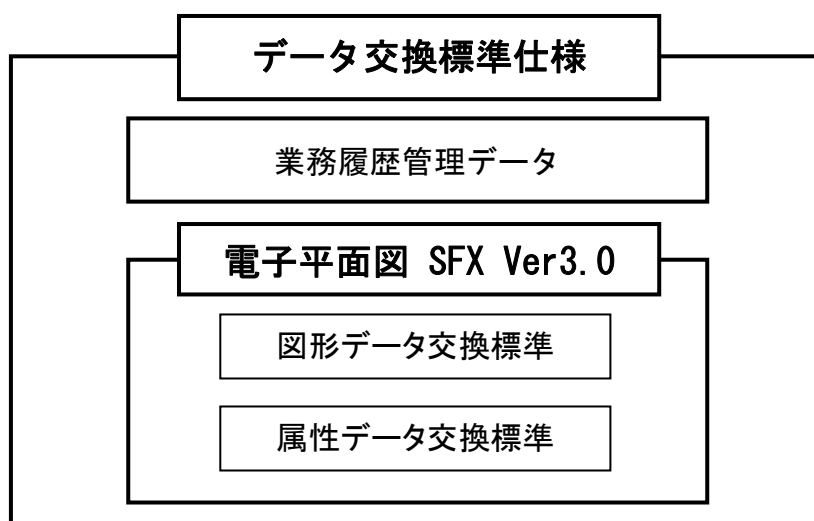 データ交換標準仕様
業務履歴管理データ
電子平面図 SFX Ver3.0
図形データ交換標準
属性データ交換標準